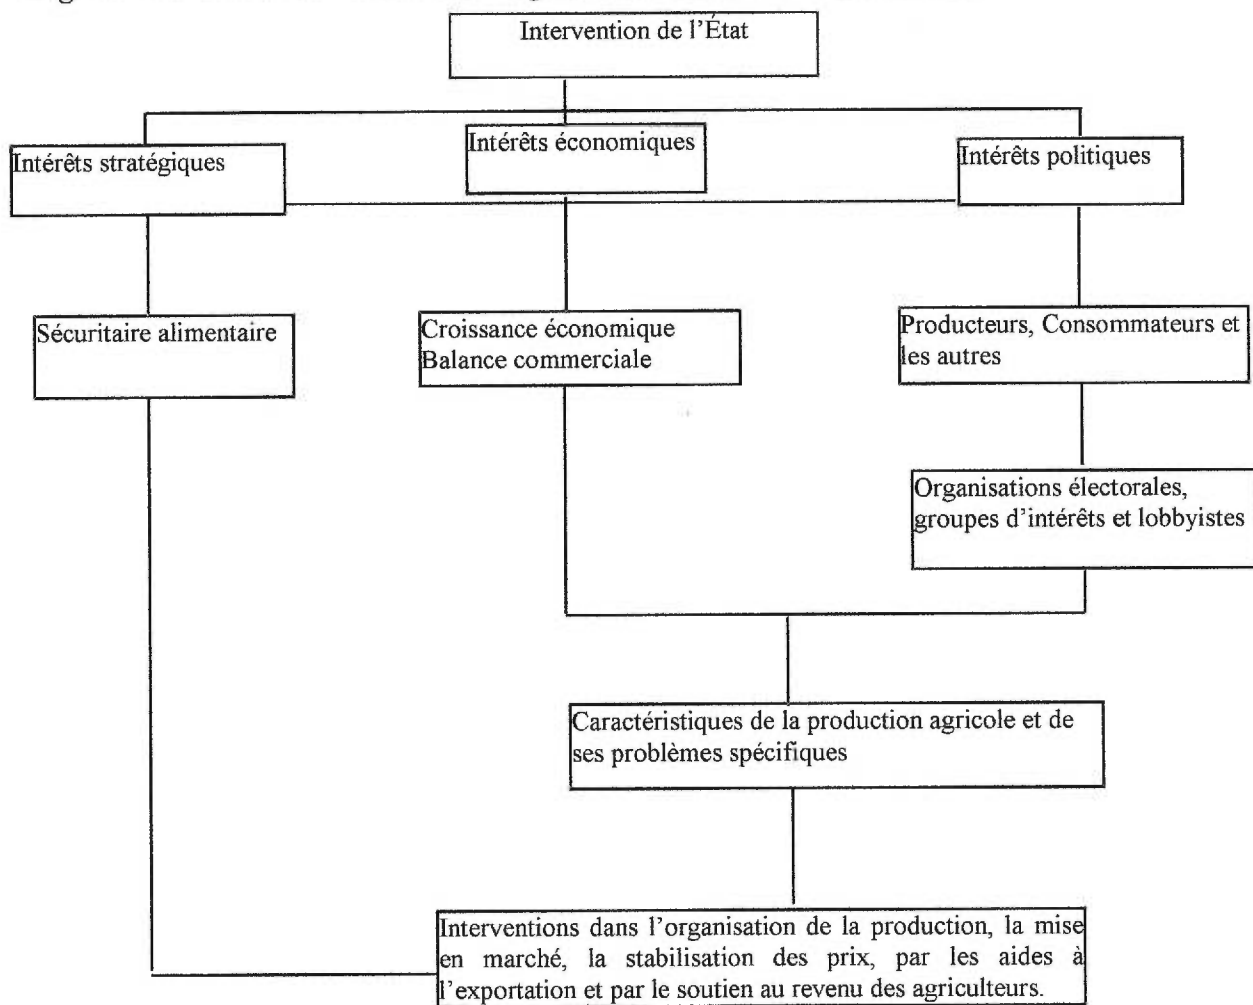 Intervention de l'État
Intérêts stratégiques
Intérêts économiques
Intérêts politiques
Sécuritaire alimentaire
Croissance économique
Balance commerciale
Producteurs, Consommateurs et
les autres
Organisations électorales,
groupes d'intérêts et lobbyistes
Caractéristiques de la production agricole et de
ses problèmes spécifiques
Interventions dans l'organisation de la production, la mise
en marché, la stabilisation des prix, par les aides à
l'exportation et par le soutien au revenu des agriculteurs.